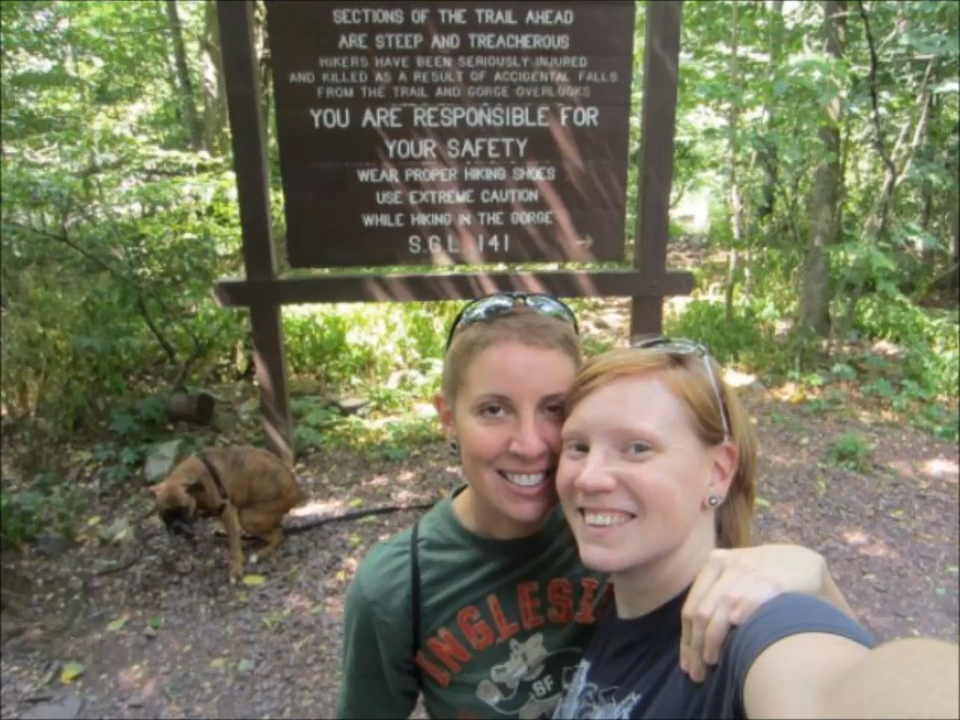 SECTIONS OF THE TRAIL AHEAD
ARE STEEP AND TREACHEROUS
HIKERS HAVE BEEN SERIOUSLY INJURED
AND KILLED AS A RESULT OF ACCIDENTAL FALLS
FROM THE TRAIL AND GORGE OVERLOOKS
YOU ARE RESPONSIBLE FOR
YOUR SAFETY
WEAR PROPER HIKING SHOES
USE EXTREME CAUTION
WHILE HIKING IN THE GORGE
S.G.L. 141 →
INGLESI
SF